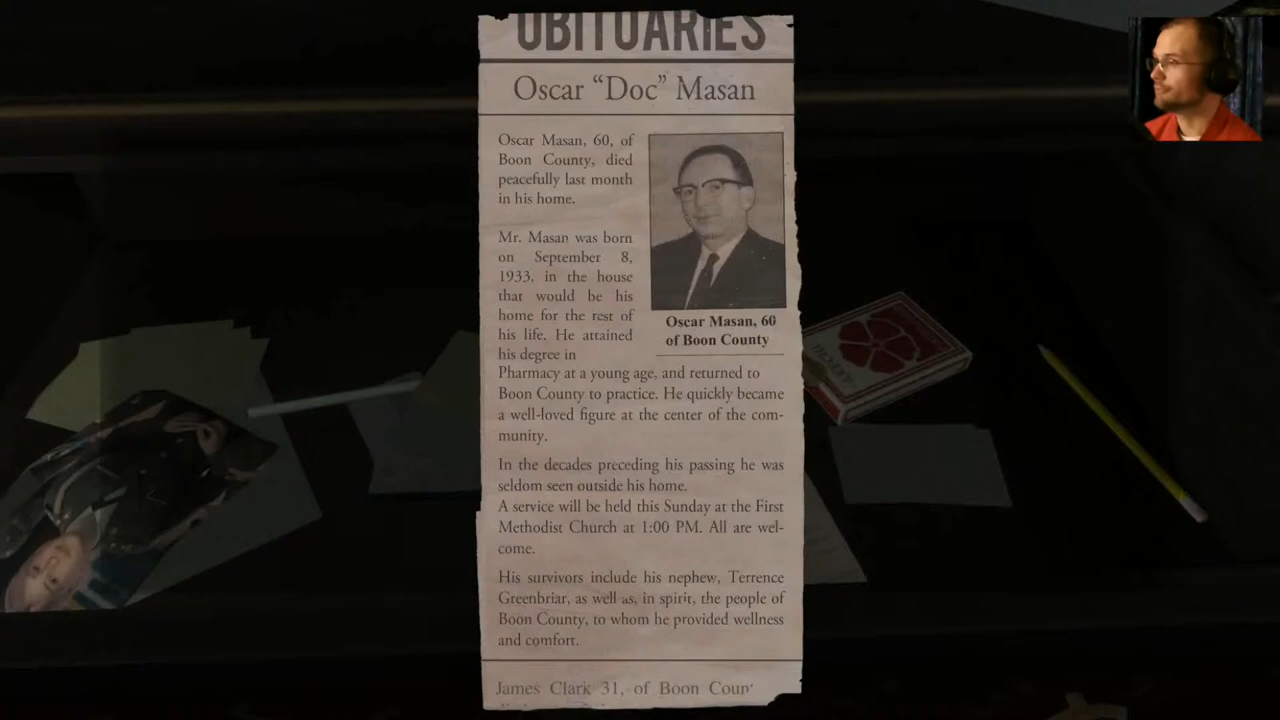 OBITUARIES
Oscar “Doc” Masan
Oscar Masan, 60, of
Boon County, died
peacefully last month
in his home.
Mr. Masan was born
on September 8,
1933, in the house
that would be his
home for the rest of
his life. He attained
his degree in
Oscar Masan, 60
of Boon County
Pharmacy at a young age, and returned to
Boon County to practice. He quickly became
a well-loved figure at the center of the com-
munity.
In the decades preceding his passing he was
seldom seen outside his home.
A service will be held this Sunday at the First
Methodist Church at 1:00 PM. All are wel-
come.
His survivors include his nephew, Terrence
Greenbriar, as well as, in spirit, the people of
Boon County, to whom he provided wellness
and comfort.
James Clark 31, of Boon